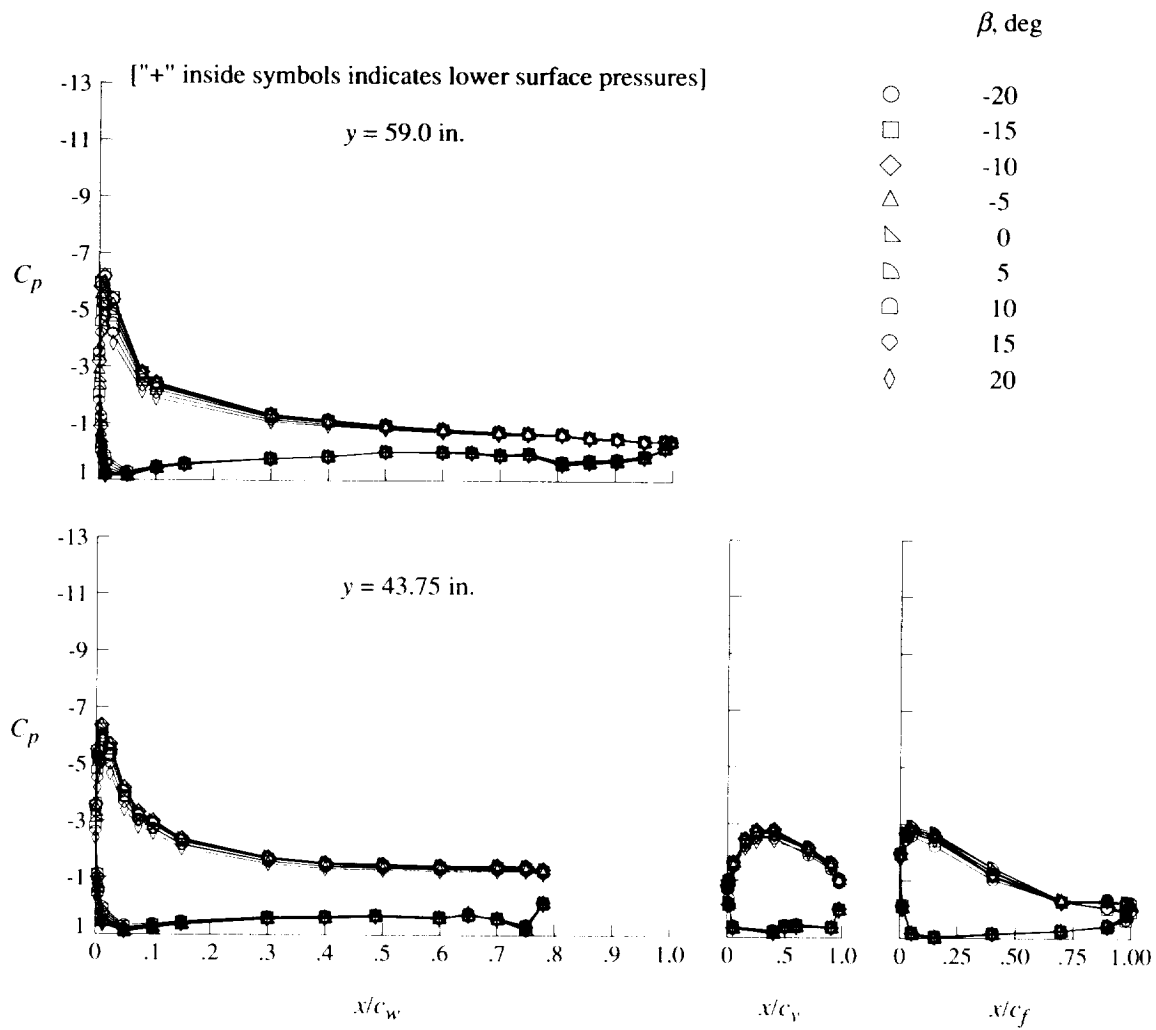 β, deg
["+" inside symbols indicates lower surface pressures]
-20
-15
-10
-5
0
5
10
15
20
y = 59.0 in.
-13
-11
-9
-7
-5
-3
-1
1
Cp
y = 43.75 in.
-13
-11
-9
-7
-5
-3
-1
1
Cp
0 .1 .2 .3 .4 .5 .6 .7 .8 .9 1.0
x/cw
0 .5 1.0
x/cv
0 .25 .50 .75 1.00
x/cf